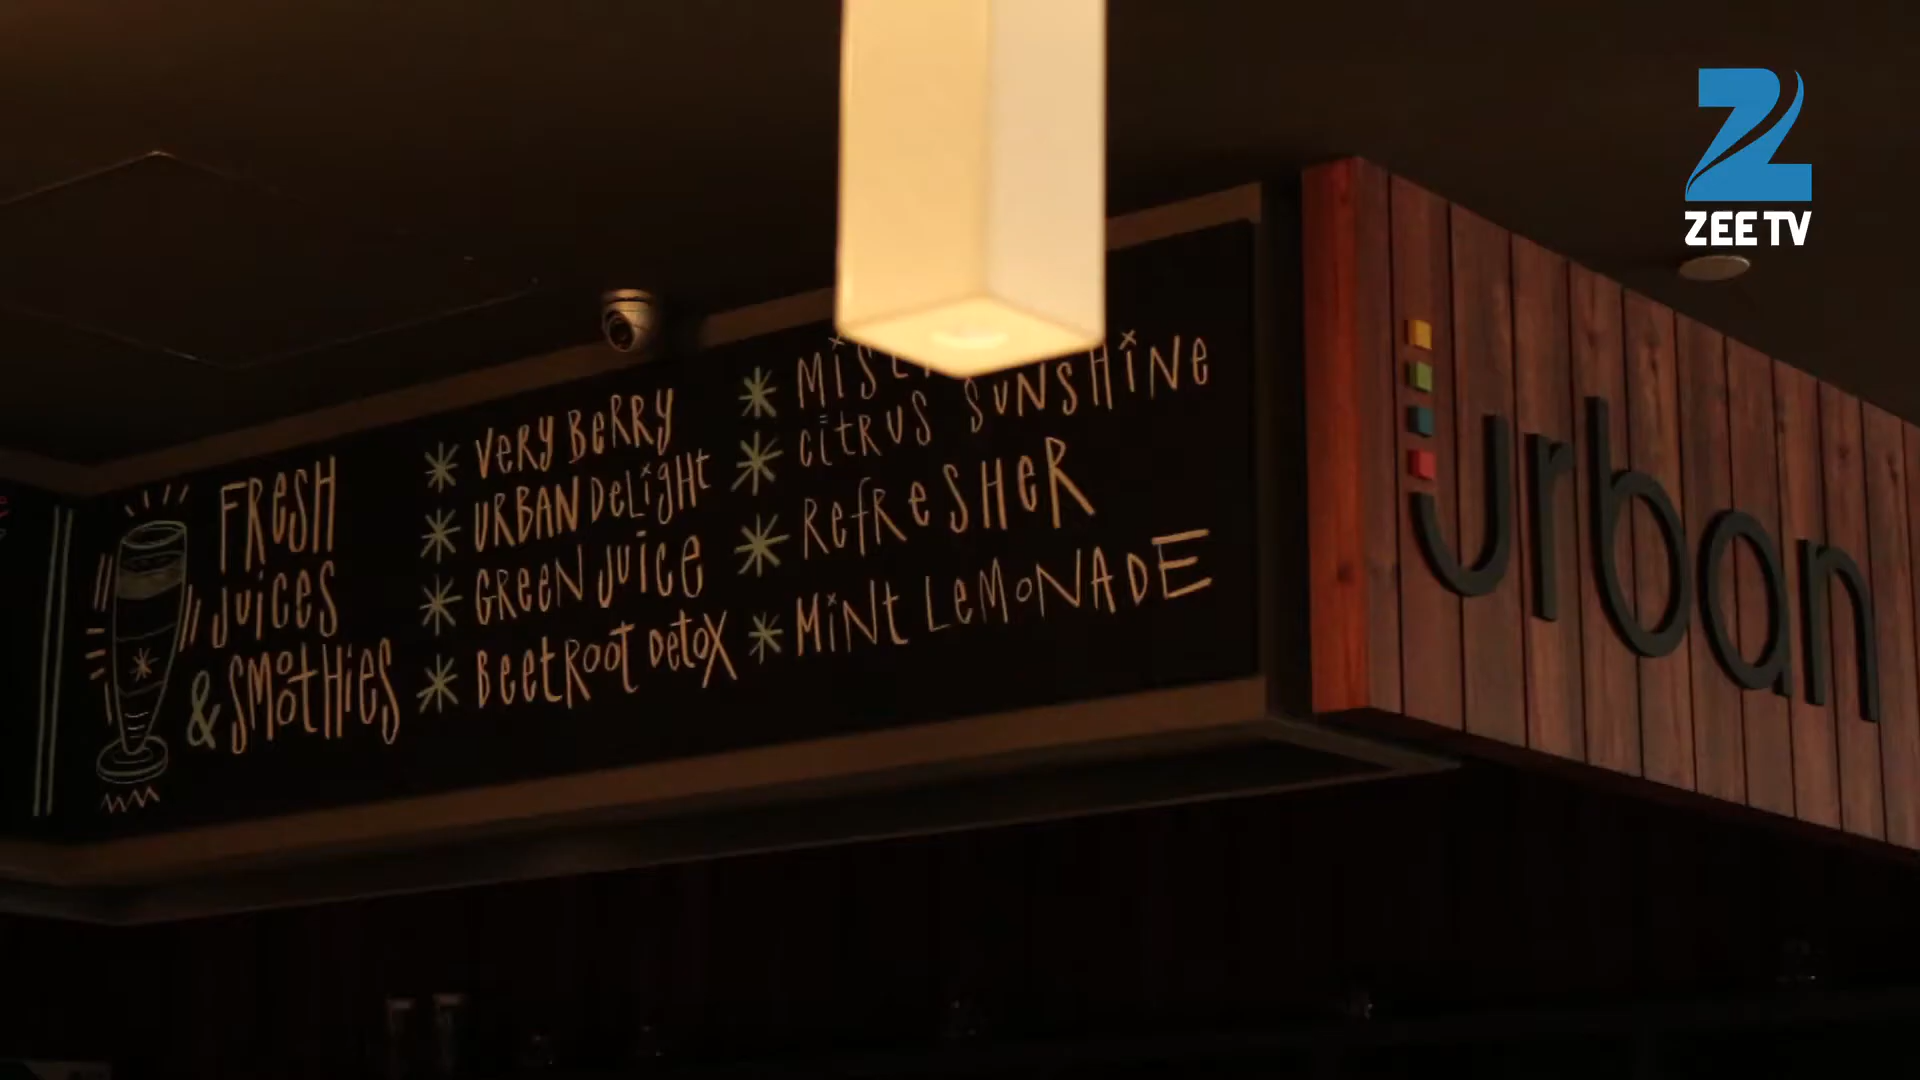 ZEE TV
FRESH
JUICES
& SMOOTHIES
VERY BERRY
URBAN DELIGHT
GREEN JUICE
BEETROOT DETOX
CITRUS SUNSHINE
REFRESHER
MINT LEMONADE
urban